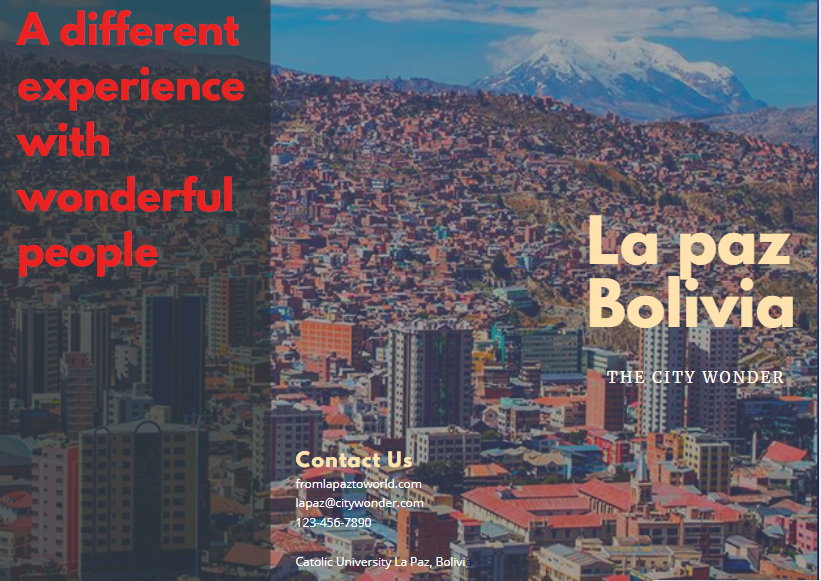 A different
experience
with
wonderful
people
La paz
Bolivia
THE CITY WONDER
Contact Us
fromlapaztoworld.com
lapaz@citywonder.com
123-456-7890
Catolic University La Paz, Bolivi